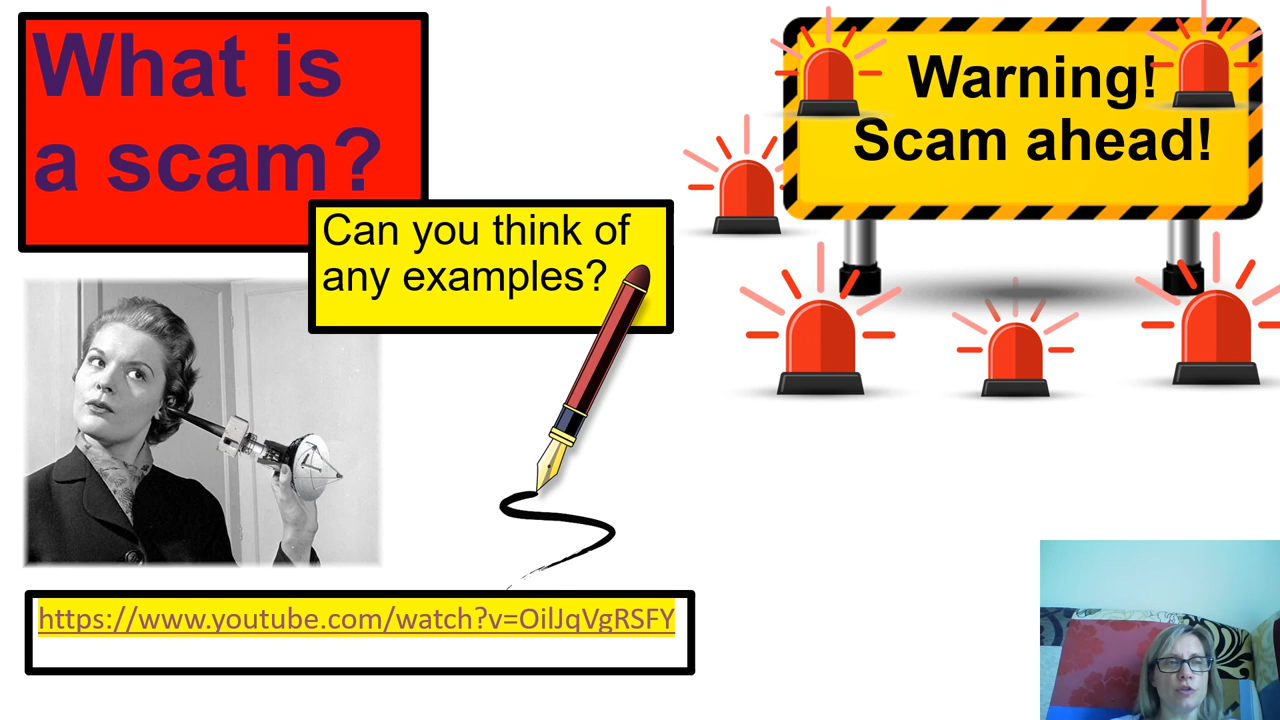 What is
a scam?
Can you think of
any examples?
Warning!
Scam ahead!
https://www.youtube.com/watch?v=OilJqVgRSFY